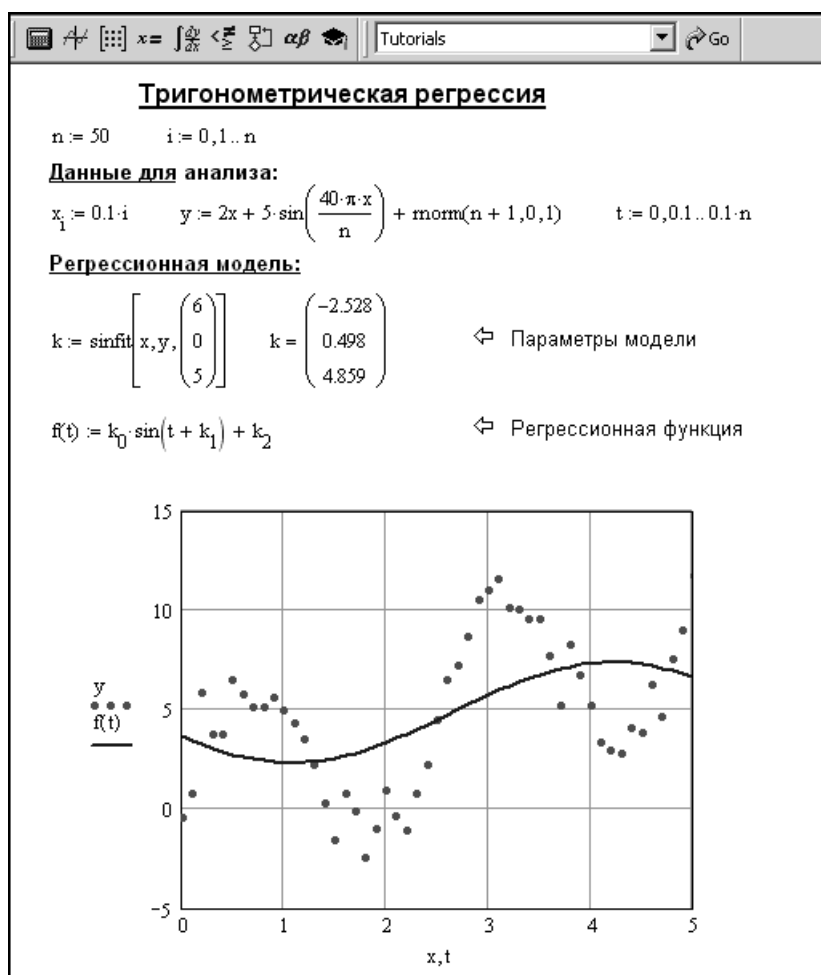 x= ∫dy/dx <≠≥ αβ Tutorials Go
Тригонометрическая регрессия
n := 50 i := 0,1 .. n
Данные для анализа:
x_i := 0.1·i y := 2x + 5·sin(40·π·x / n) + rnorm(n + 1,0,1) t := 0,0.1 .. 0.1·n
Регрессионная модель:
k := sinfit[x,y,(6 0 5)] k = (−2.528 0.498 4.859) ⇦ Параметры модели
f(t) := k_0·sin(t + k_1) + k_2 ⇦ Регрессионная функция
15
10
y
f(t)
5
0
−5
0 1 2 3 4 5
x,t